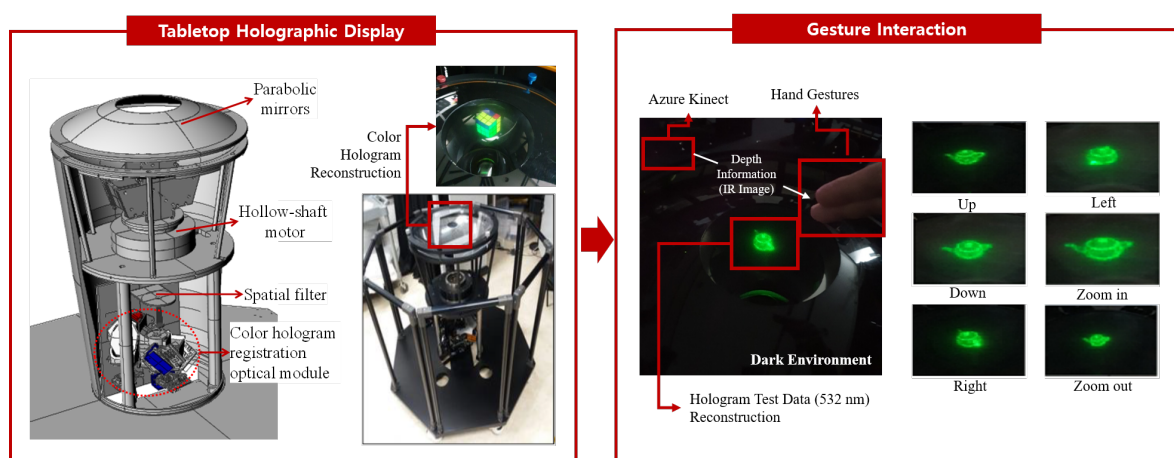 Tabletop Holographic Display
Parabolic
mirrors
Hollow-shaft
motor
Spatial filter
Color hologram
registration
optical module
Color
Hologram
Reconstruction
Gesture Interaction
Azure Kinect
Hand Gestures
Depth
Information
(IR Image)
Dark Environment
Hologram Test Data (532 nm)
Reconstruction
Up
Left
Down
Zoom in
Right
Zoom out